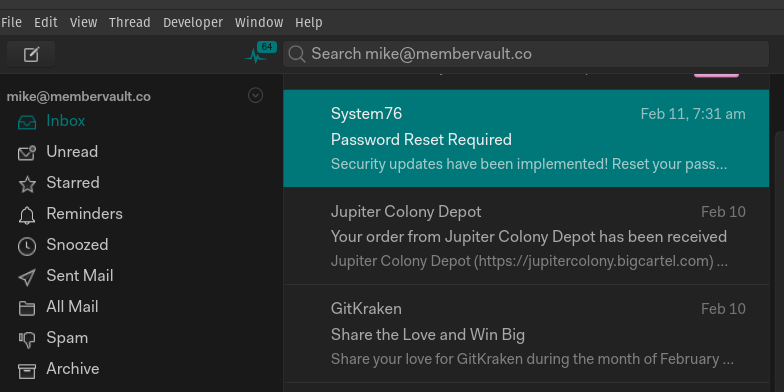 File Edit View Thread Developer Window Help
64
Search mike@membervault.co
mike@membervault.co
Inbox
Unread
Starred
Reminders
Snoozed
Sent Mail
All Mail
Spam
Archive
System76 Feb 11, 7:31 am
Password Reset Required
Security updates have been implemented! Reset your pass...
Jupiter Colony Depot Feb 10
Your order from Jupiter Colony Depot has been received
Jupiter Colony Depot (https://jupitercolony.bigcartel.com) ...
GitKraken Feb 10
Share the Love and Win Big
Share your love for GitKraken during the month of February ...